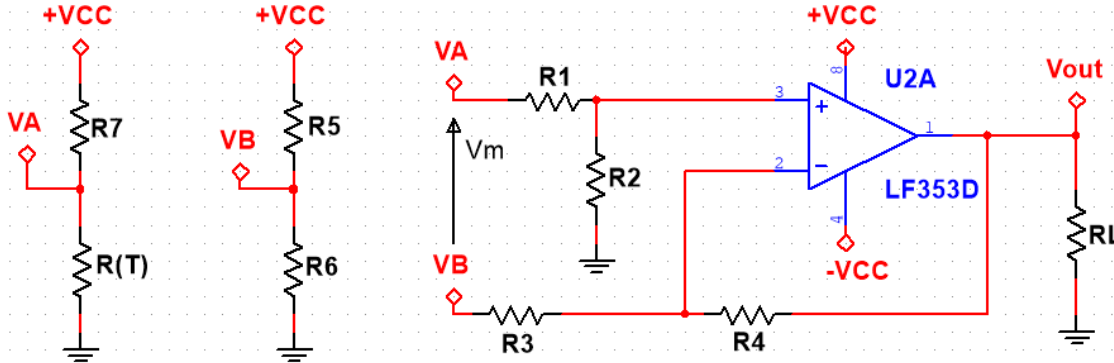 +VCC
+VCC
+VCC
VA
R1
8
U2A
Vout
VA
R7
VB
R5
Vm
3
+
1
R2
2
−
LF353D
4
R(T)
R6
VB
-VCC
RL
R3
R4